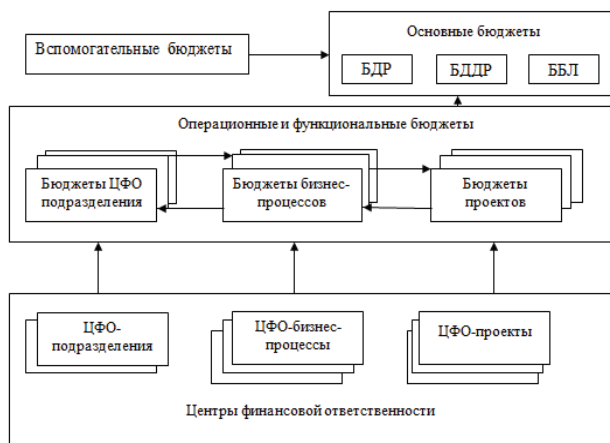 Основные бюджеты
Вспомогательные бюджеты
БДР
БДДР
ББЛ
Операционные и функциональные бюджеты
Бюджеты ЦФО
подразделения
Бюджеты бизнес-
процессов
Бюджеты
проектов
ЦФО-
подразделения
ЦФО-бизнес-
процессы
ЦФО-проекты
Центры финансовой ответственности